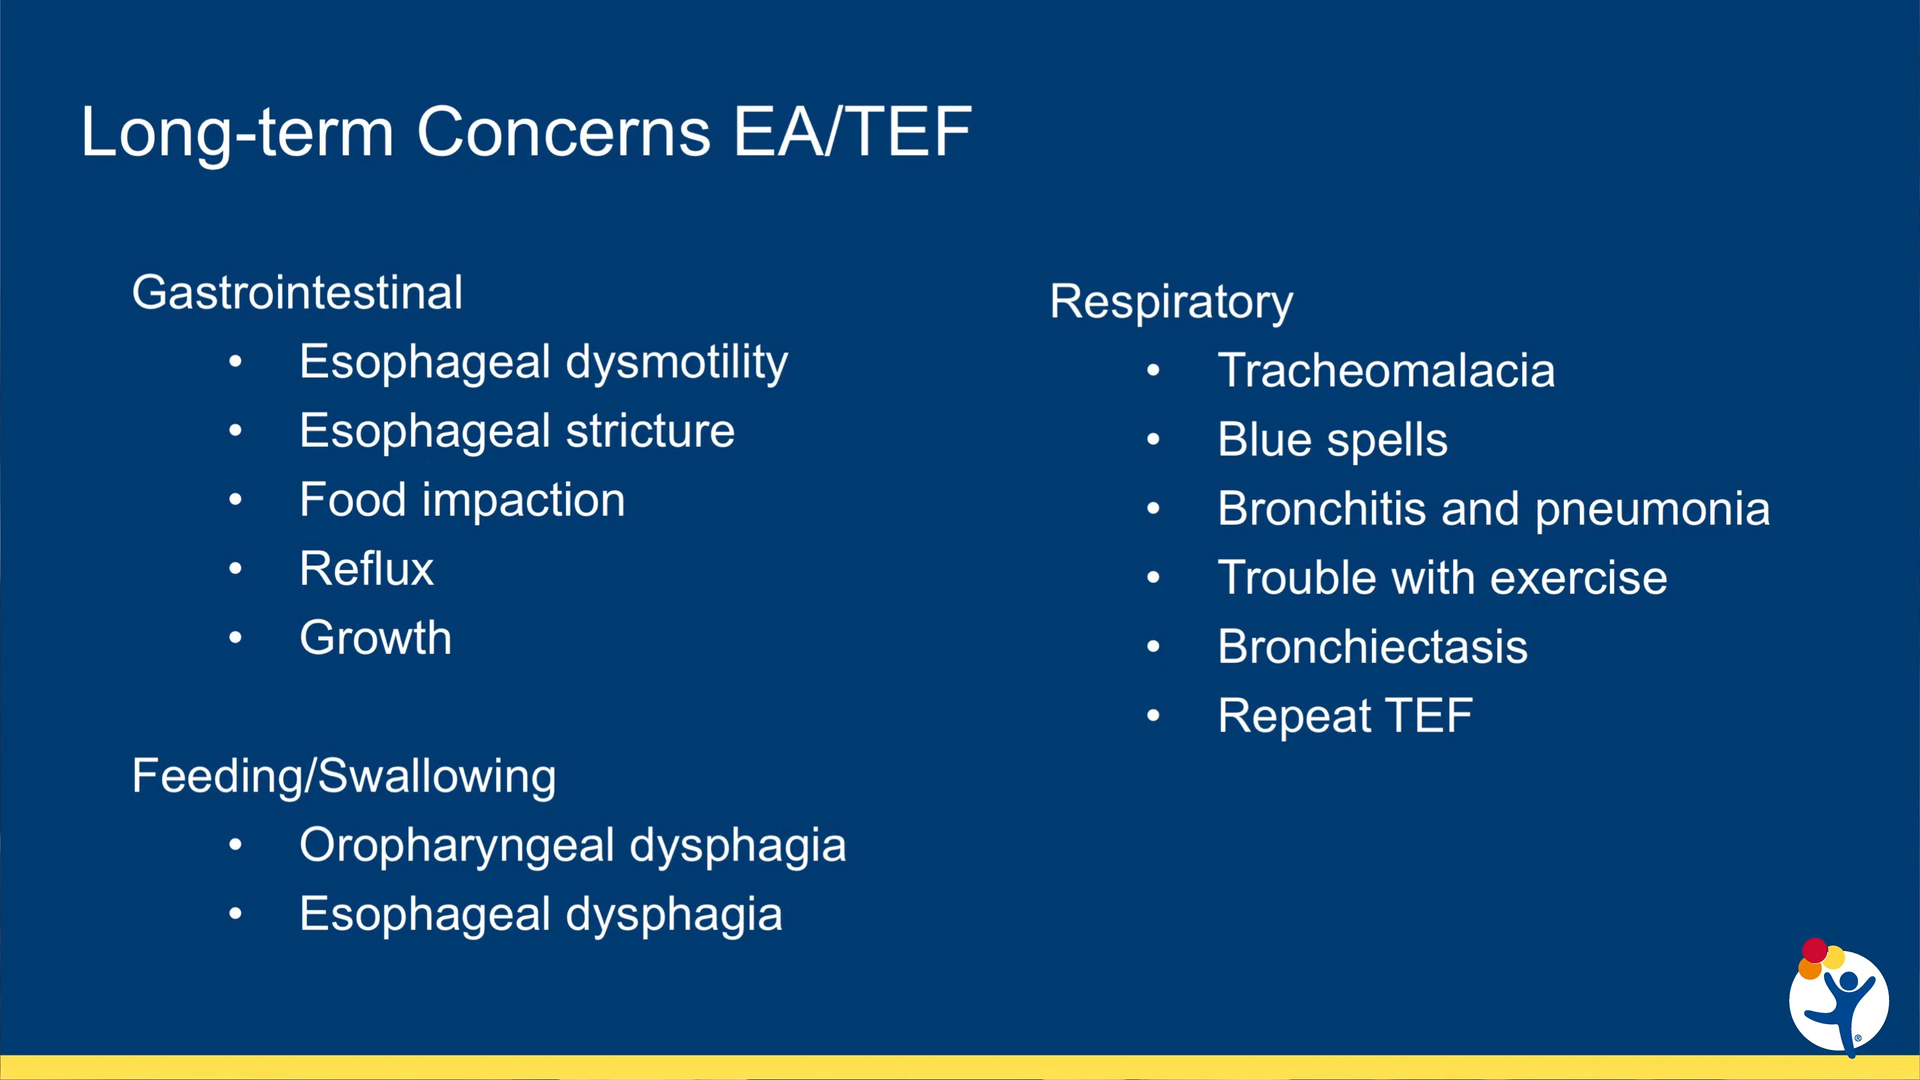 Long-term Concerns EA/TEF
Gastrointestinal
• Esophageal dysmotility
• Esophageal stricture
• Food impaction
• Reflux
• Growth
Feeding/Swallowing
• Oropharyngeal dysphagia
• Esophageal dysphagia
Respiratory
• Tracheomalacia
• Blue spells
• Bronchitis and pneumonia
• Trouble with exercise
• Bronchiectasis
• Repeat TEF
®